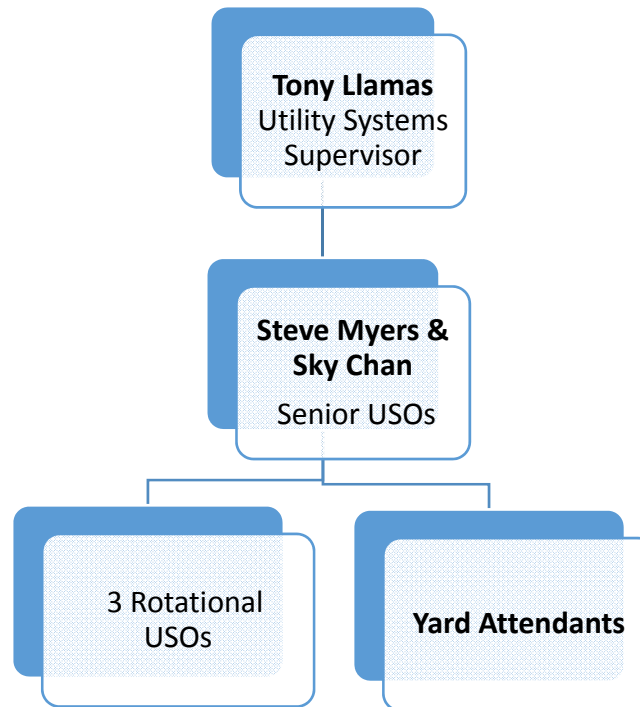 Tony Llamas
Utility Systems
Supervisor
Steve Myers &
Sky Chan
Senior USOs
3 Rotational
USOs
Yard Attendants